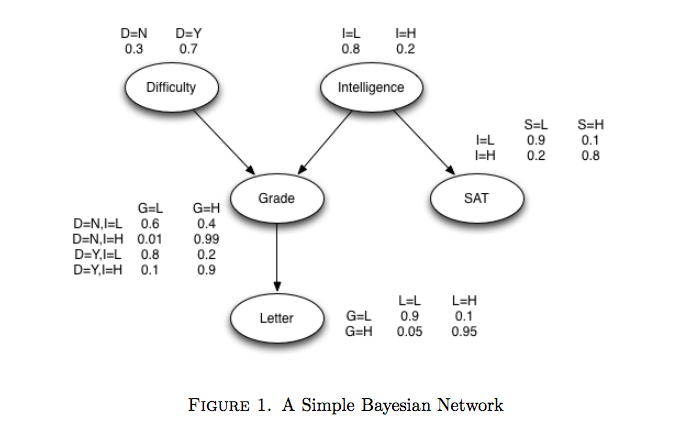 D=N D=Y
0.3 0.7
I=L I=H
0.8 0.2
Difficulty
Intelligence
S=L S=H
I=L 0.9 0.1
I=H 0.2 0.8
Grade
SAT
G=L G=H
D=N,I=L 0.6 0.4
D=N,I=H 0.01 0.99
D=Y,I=L 0.8 0.2
D=Y,I=H 0.1 0.9
Letter
L=L L=H
G=L 0.9 0.1
G=H 0.05 0.95
FIGURE 1. A Simple Bayesian Network